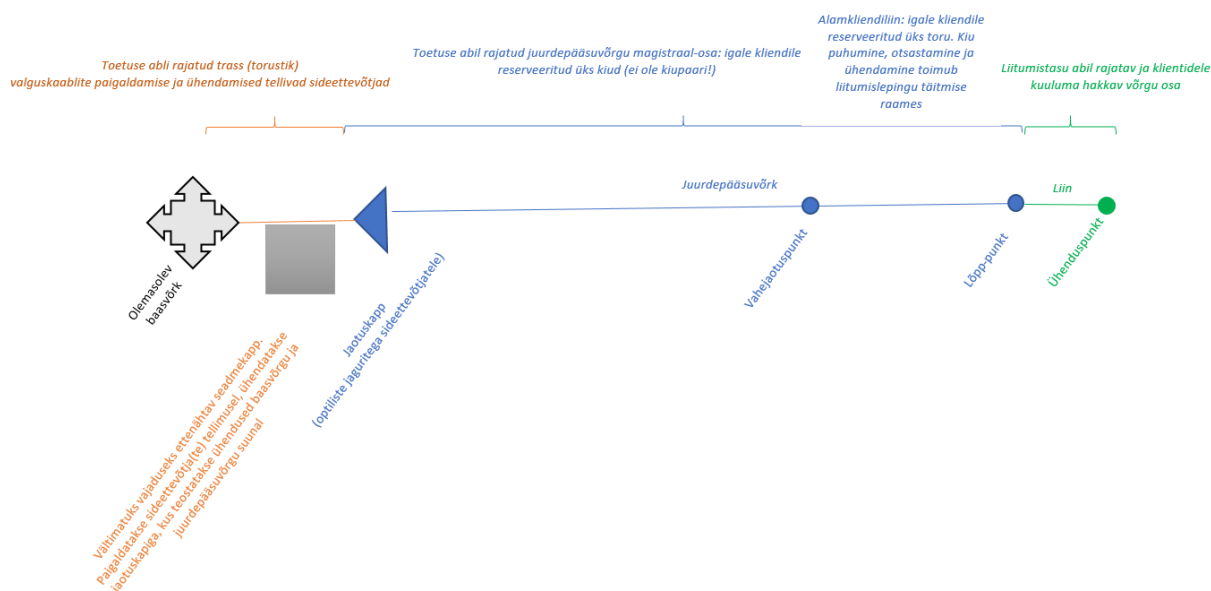 Toetuse abli rajatud trass (torustik)
valguskaablite paigaldamise ja ühendamised tellivad sideettevõtjad
Toetuse abil rajatud juurdepääsuvõrgu magistraal-osa: igale kliendile
reserveeritud üks kiud (ei ole kiupaari!)
Alamkliendiliin: igale kliendile
reserveeritud üks toru. Kiu
puhumine, otsastamine ja
ühendamine toimub
liitumislepingu täitmise
raames
Liitumistasu abil rajatav ja klientidele
kuuluma hakkav võrgu osa
Juurdepääsuvõrk
Liin
Olemasolev
baasvõrk
Vältimatuks vajaduseks ettenähtav seadmekapp.
Paigaldatakse sideettevõtja(te) tellimusel, ühendatakse
jaotuskapiga, kus teostatakse ühendused baasvõrgu ja
juurdepääsuvõrgu suunal
Jaotuskapp
(optiliste jaguritega sideettevõtjatele)
Vahejaotuspunkt
Lõpp-punkt
Ühenduspunkt